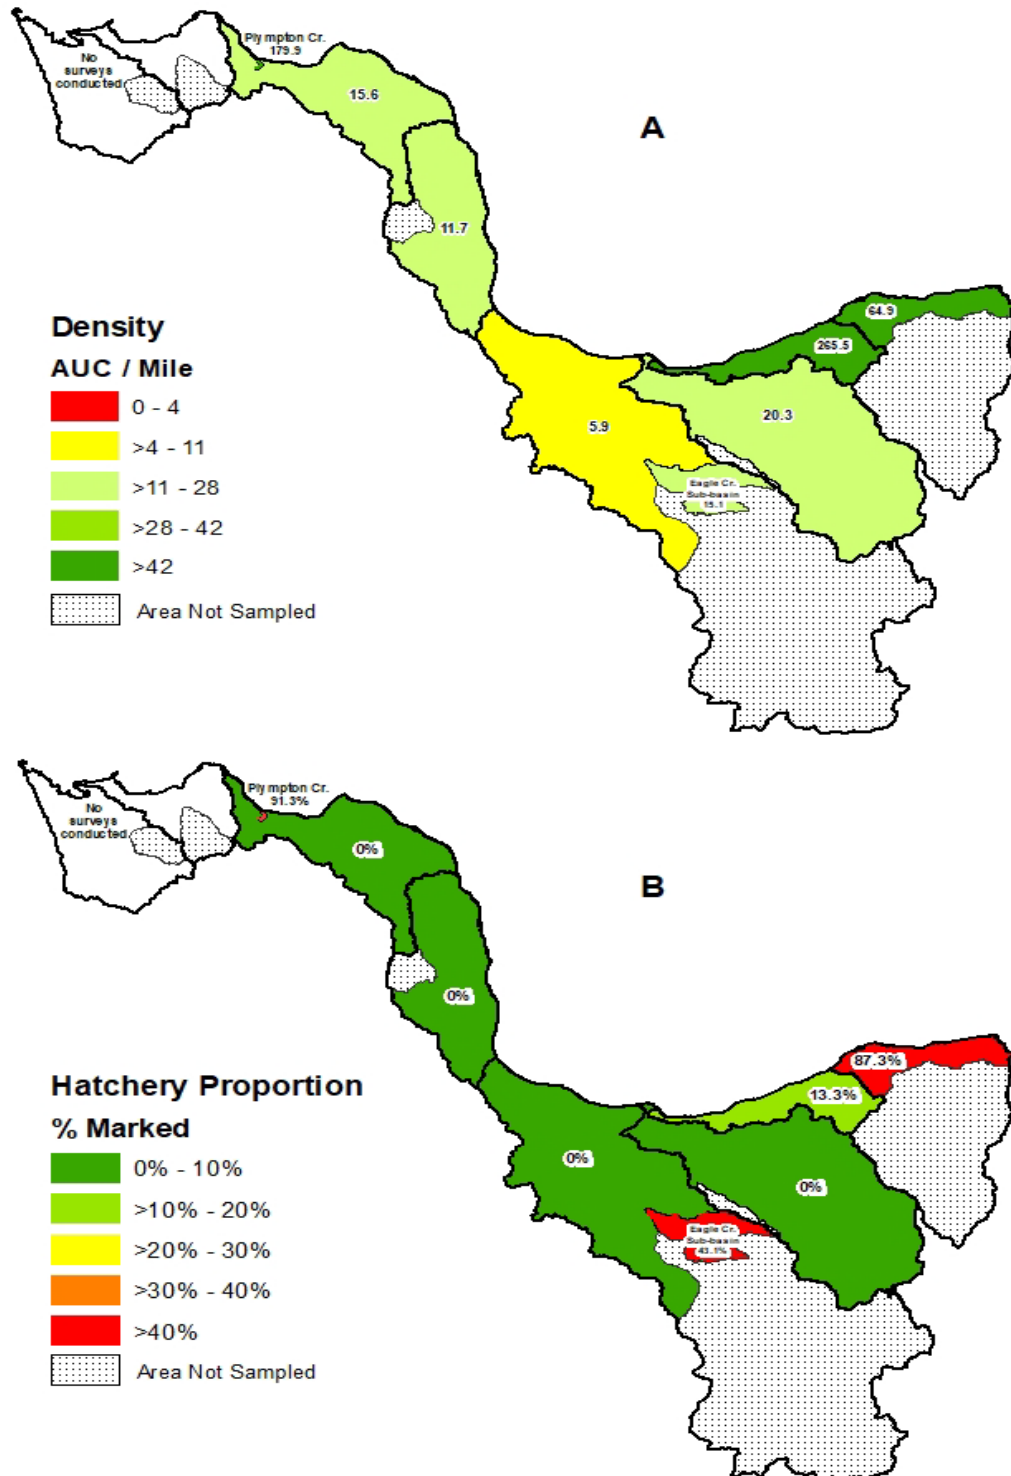 Plympton Cr.
179.9
No
surveys
conducted
15.6
A
11.7
64.9
265.5
Density
AUC / Mile
0 - 4
>4 - 11
>11 - 28
>28 - 42
>42
Area Not Sampled
5.9
20.3
Eagle Cr.
Sub-basin
15.1
Plympton Cr.
91.3%
No
surveys
conducted
0%
B
0%
87.3%
13.3%
Hatchery Proportion
% Marked
0% - 10%
>10% - 20%
>20% - 30%
>30% - 40%
>40%
Area Not Sampled
0%
0%
Eagle Cr.
Sub-basin
43.1%